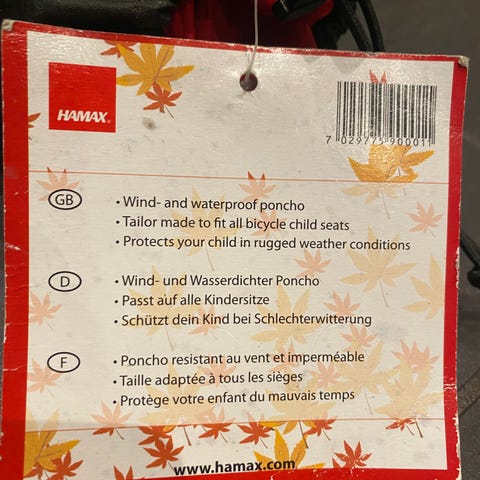 HAMAX®
7 029775 900011
GB
• Wind- and waterproof poncho
• Tailor made to fit all bicycle child seats
• Protects your child in rugged weather conditions
D
• Wind- und Wasserdichter Poncho
• Passt auf alle Kindersitze
• Schützt dein Kind bei Schlechterwitterung
F
• Poncho resistant au vent et imperméable
• Taille adaptée à tous les sièges
• Protège votre enfant du mauvais temps
www.hamax.com